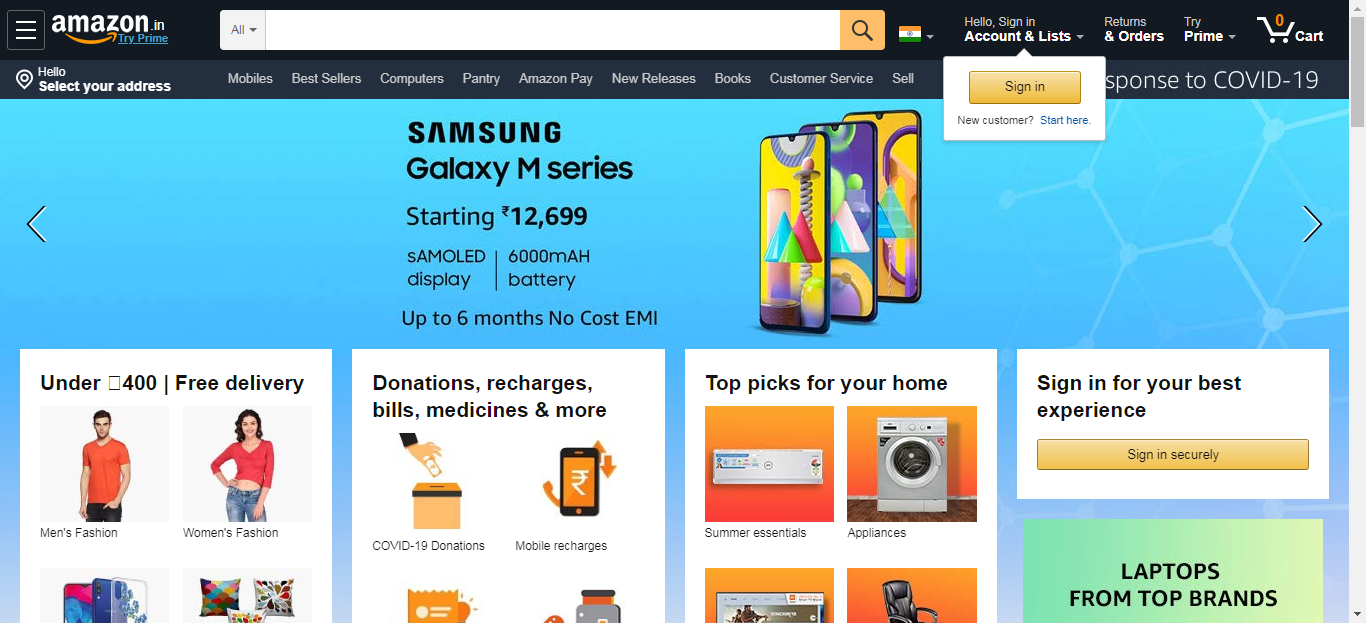 amazon.in
Try Prime
All
Hello, Sign in
Account & Lists
Returns
& Orders
Try
Prime
0
Cart
Hello
Select your address
Mobiles
Best Sellers
Computers
Pantry
Amazon Pay
New Releases
Books
Customer Service
Sell
sponse to COVID-19
Sign in
New customer? Start here.
SAMSUNG
Galaxy M series
Starting ₹12,699
sAMOLED
display
6000mAH
battery
Up to 6 months No Cost EMI
Under ▯400 | Free delivery
Men's Fashion
Women's Fashion
Donations, recharges,
bills, medicines & more
COVID-19 Donations
Mobile recharges
Top picks for your home
Summer essentials
Appliances
Sign in for your best
experience
Sign in securely
LAPTOPS
FROM TOP BRANDS